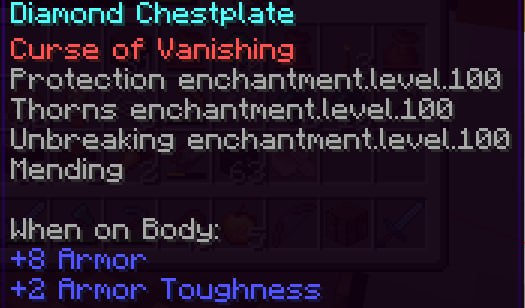 Diamond Chestplate
Curse of Vanishing
Protection enchantment.level.100
Thorns enchantment.level.100
Unbreaking enchantment.level.100
Mending
When on Body:
+8 Armor
+2 Armor Toughness